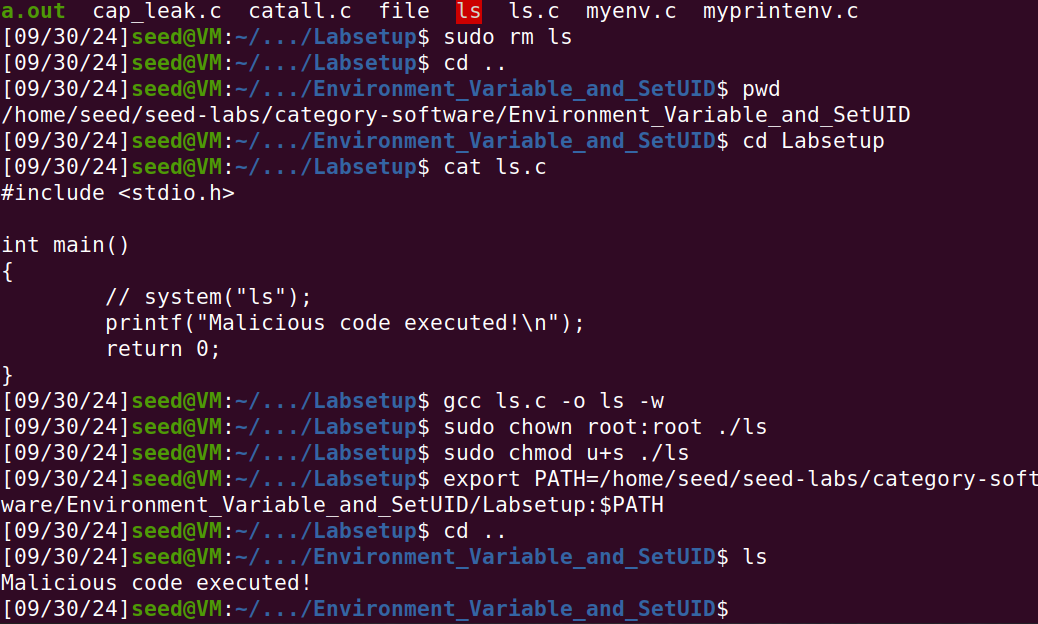 a.out  cap_leak.c  catall.c  file  ls  ls.c  myenv.c  myprintenv.c
[09/30/24]seed@VM:~/.../Labsetup$ sudo rm ls
[09/30/24]seed@VM:~/.../Labsetup$ cd ..
[09/30/24]seed@VM:~/.../Environment_Variable_and_SetUID$ pwd
/home/seed/seed-labs/category-software/Environment_Variable_and_SetUID
[09/30/24]seed@VM:~/.../Environment_Variable_and_SetUID$ cd Labsetup
[09/30/24]seed@VM:~/.../Labsetup$ cat ls.c
#include <stdio.h>

int main()
{
        // system("ls");
        printf("Malicious code executed!\n");
        return 0;
}
[09/30/24]seed@VM:~/.../Labsetup$ gcc ls.c -o ls -w
[09/30/24]seed@VM:~/.../Labsetup$ sudo chown root:root ./ls
[09/30/24]seed@VM:~/.../Labsetup$ sudo chmod u+s ./ls
[09/30/24]seed@VM:~/.../Labsetup$ export PATH=/home/seed/seed-labs/category-soft
ware/Environment_Variable_and_SetUID/Labsetup:$PATH
[09/30/24]seed@VM:~/.../Labsetup$ cd ..
[09/30/24]seed@VM:~/.../Environment_Variable_and_SetUID$ ls
Malicious code executed!
[09/30/24]seed@VM:~/.../Environment_Variable_and_SetUID$